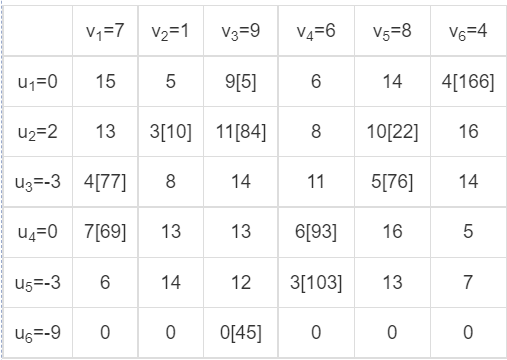 v₁=7 v₂=1 v₃=9 v₄=6 v₅=8 v₆=4
u₁=0 15 5 9[5] 6 14 4[166]
u₂=2 13 3[10] 11[84] 8 10[22] 16
u₃=-3 4[77] 8 14 11 5[76] 14
u₄=0 7[69] 13 13 6[93] 16 5
u₅=-3 6 14 12 3[103] 13 7
u₆=-9 0 0 0[45] 0 0 0